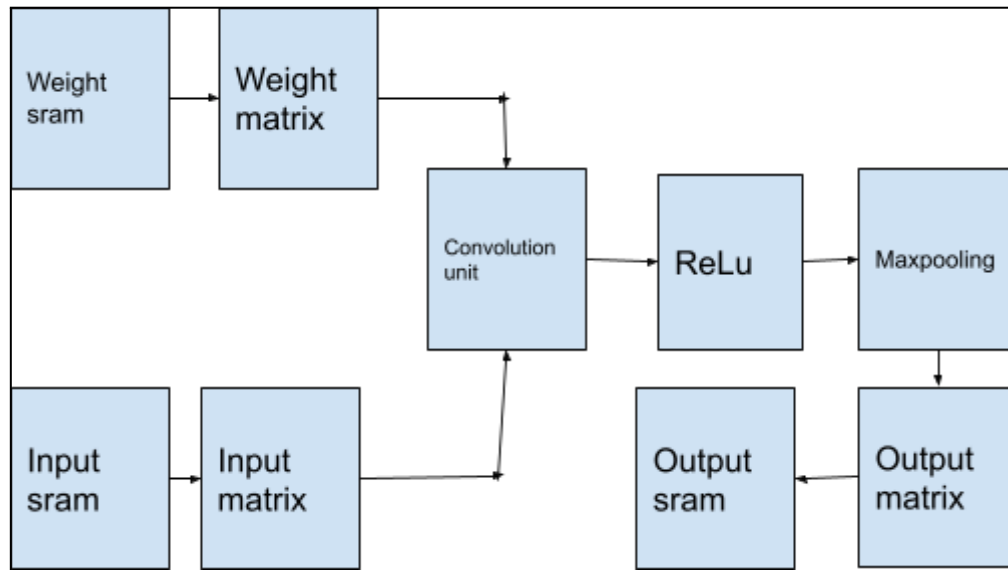 Weight
sram
Weight
matrix
Convolution
unit
ReLu
Maxpooling
Input
sram
Input
matrix
Output
sram
Output
matrix